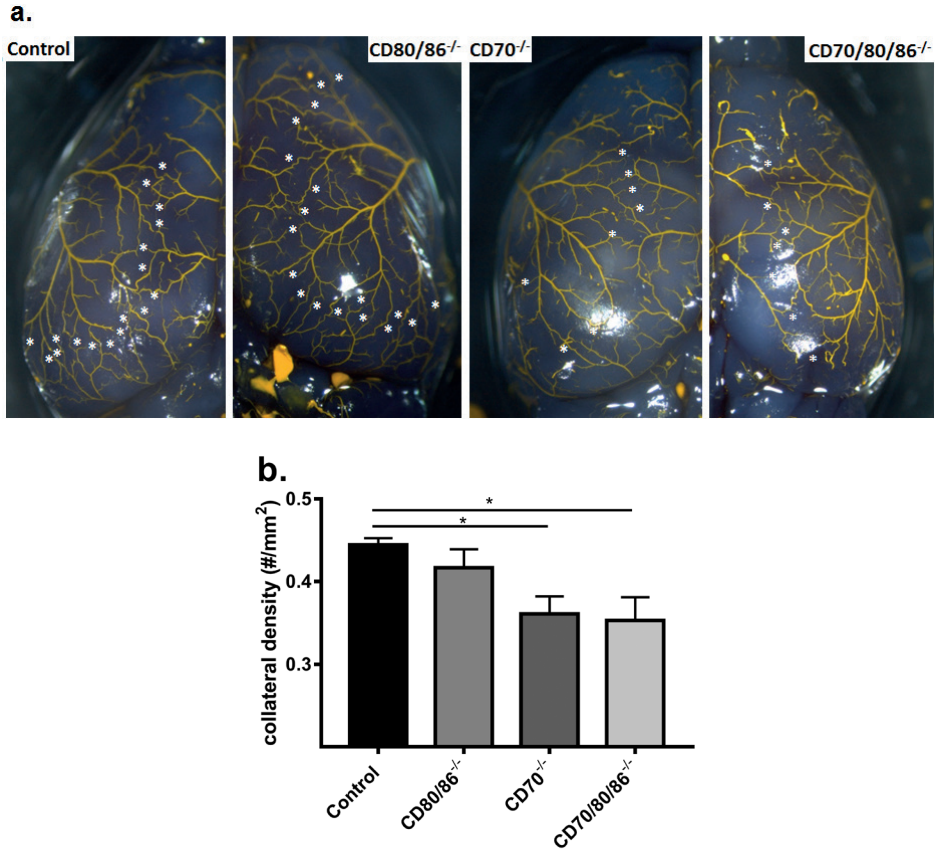 a.
Control
CD80/86-/-
CD70-/-
CD70/80/86-/-
b.
collateral density (#/mm2)
0.5
0.4
0.3
*
*
Control
CD80/86-/-
CD70-/-
CD70/80/86-/-